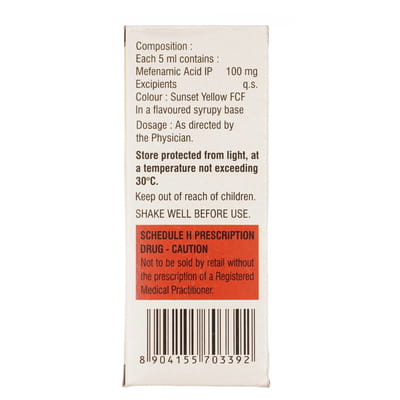 Composition :
Each 5 ml contains :
Mefenamic Acid IP 100 mg
Excipients q.s.
Colour : Sunset Yellow FCF
In a flavoured syrupy base
Dosage : As directed by
the Physician.
Store protected from light, at
a temperature not exceeding
30°C.
Keep out of reach of children.
SHAKE WELL BEFORE USE.
SCHEDULE H PRESCRIPTION
DRUG - CAUTION
Not to be sold by retail without
the prescription of a Registered
Medical Practitioner.
8 904155 703392